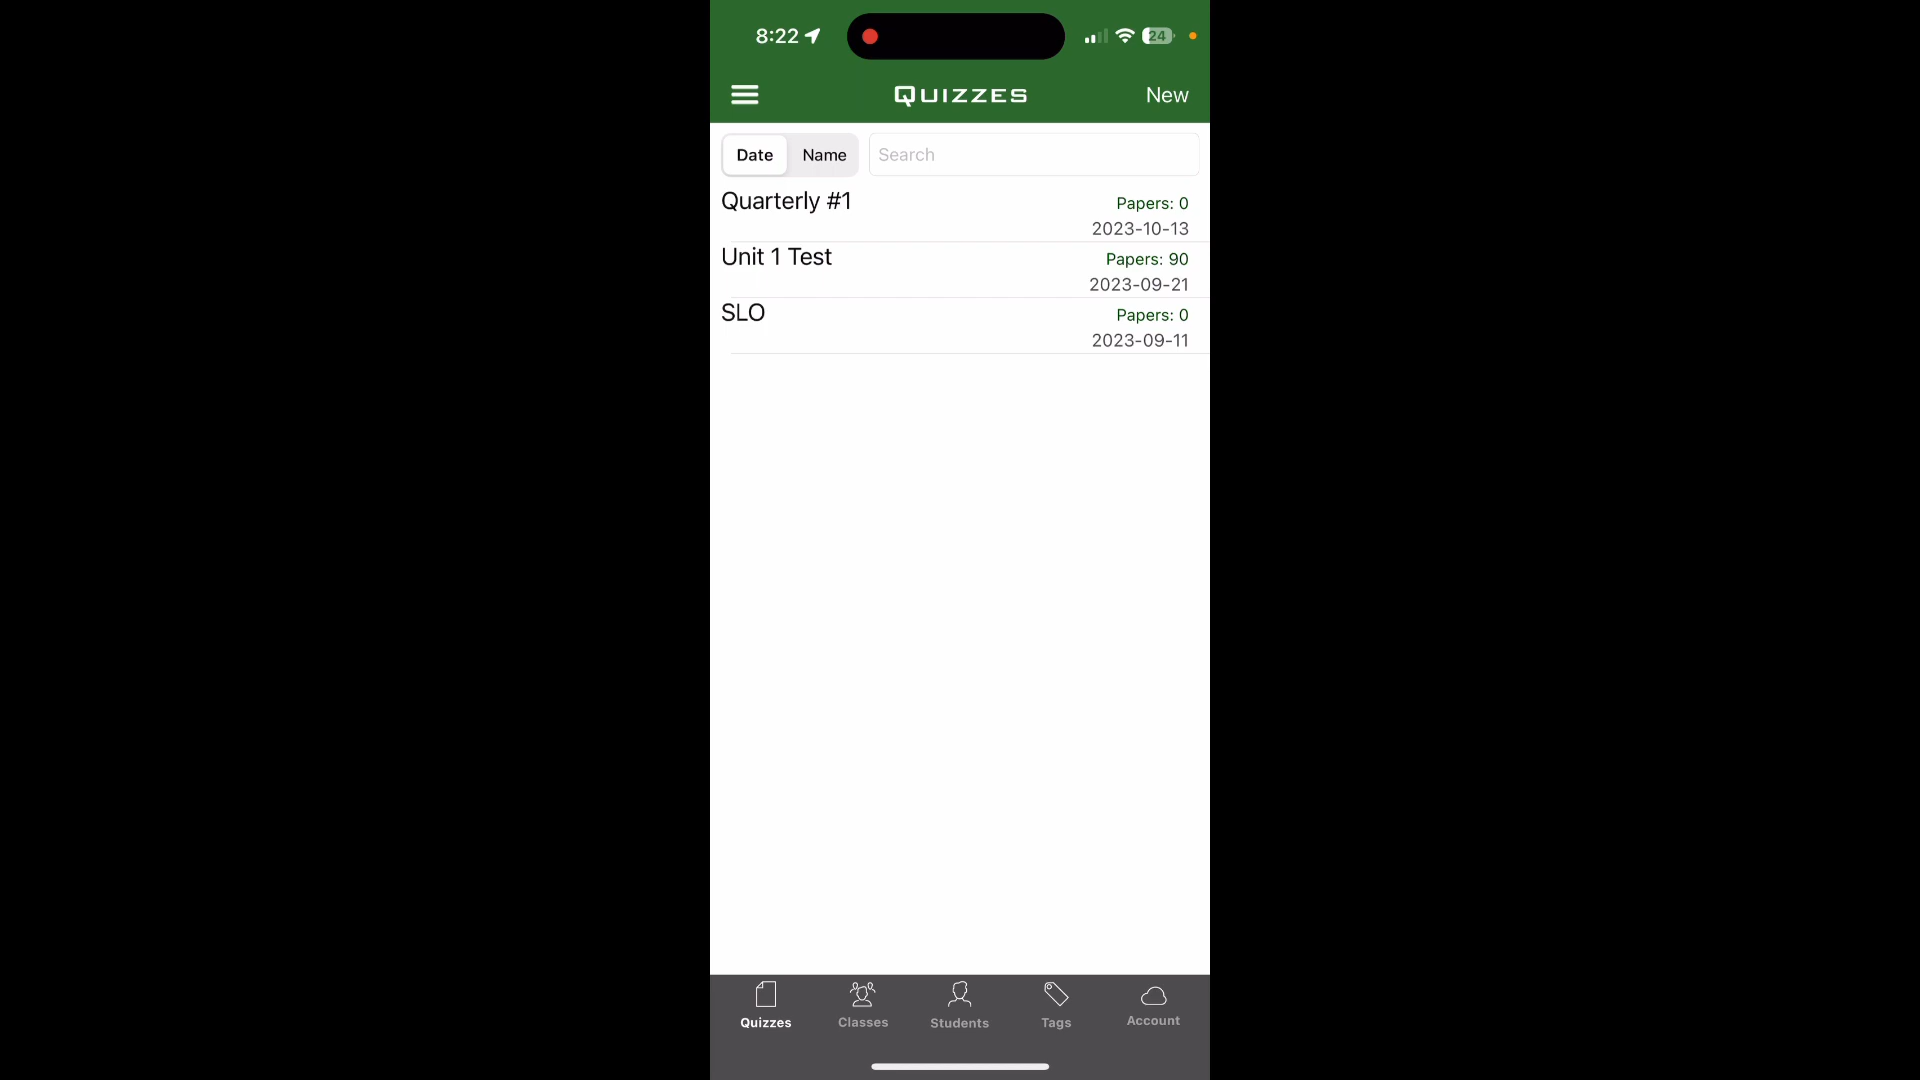 8:22
24
QUIZZES
New
Date
Name
Search
Quarterly #1
Papers: 0
2023-10-13
Unit 1 Test
Papers: 90
2023-09-21
SLO
Papers: 0
2023-09-11
Quizzes
Classes
Students
Tags
Account